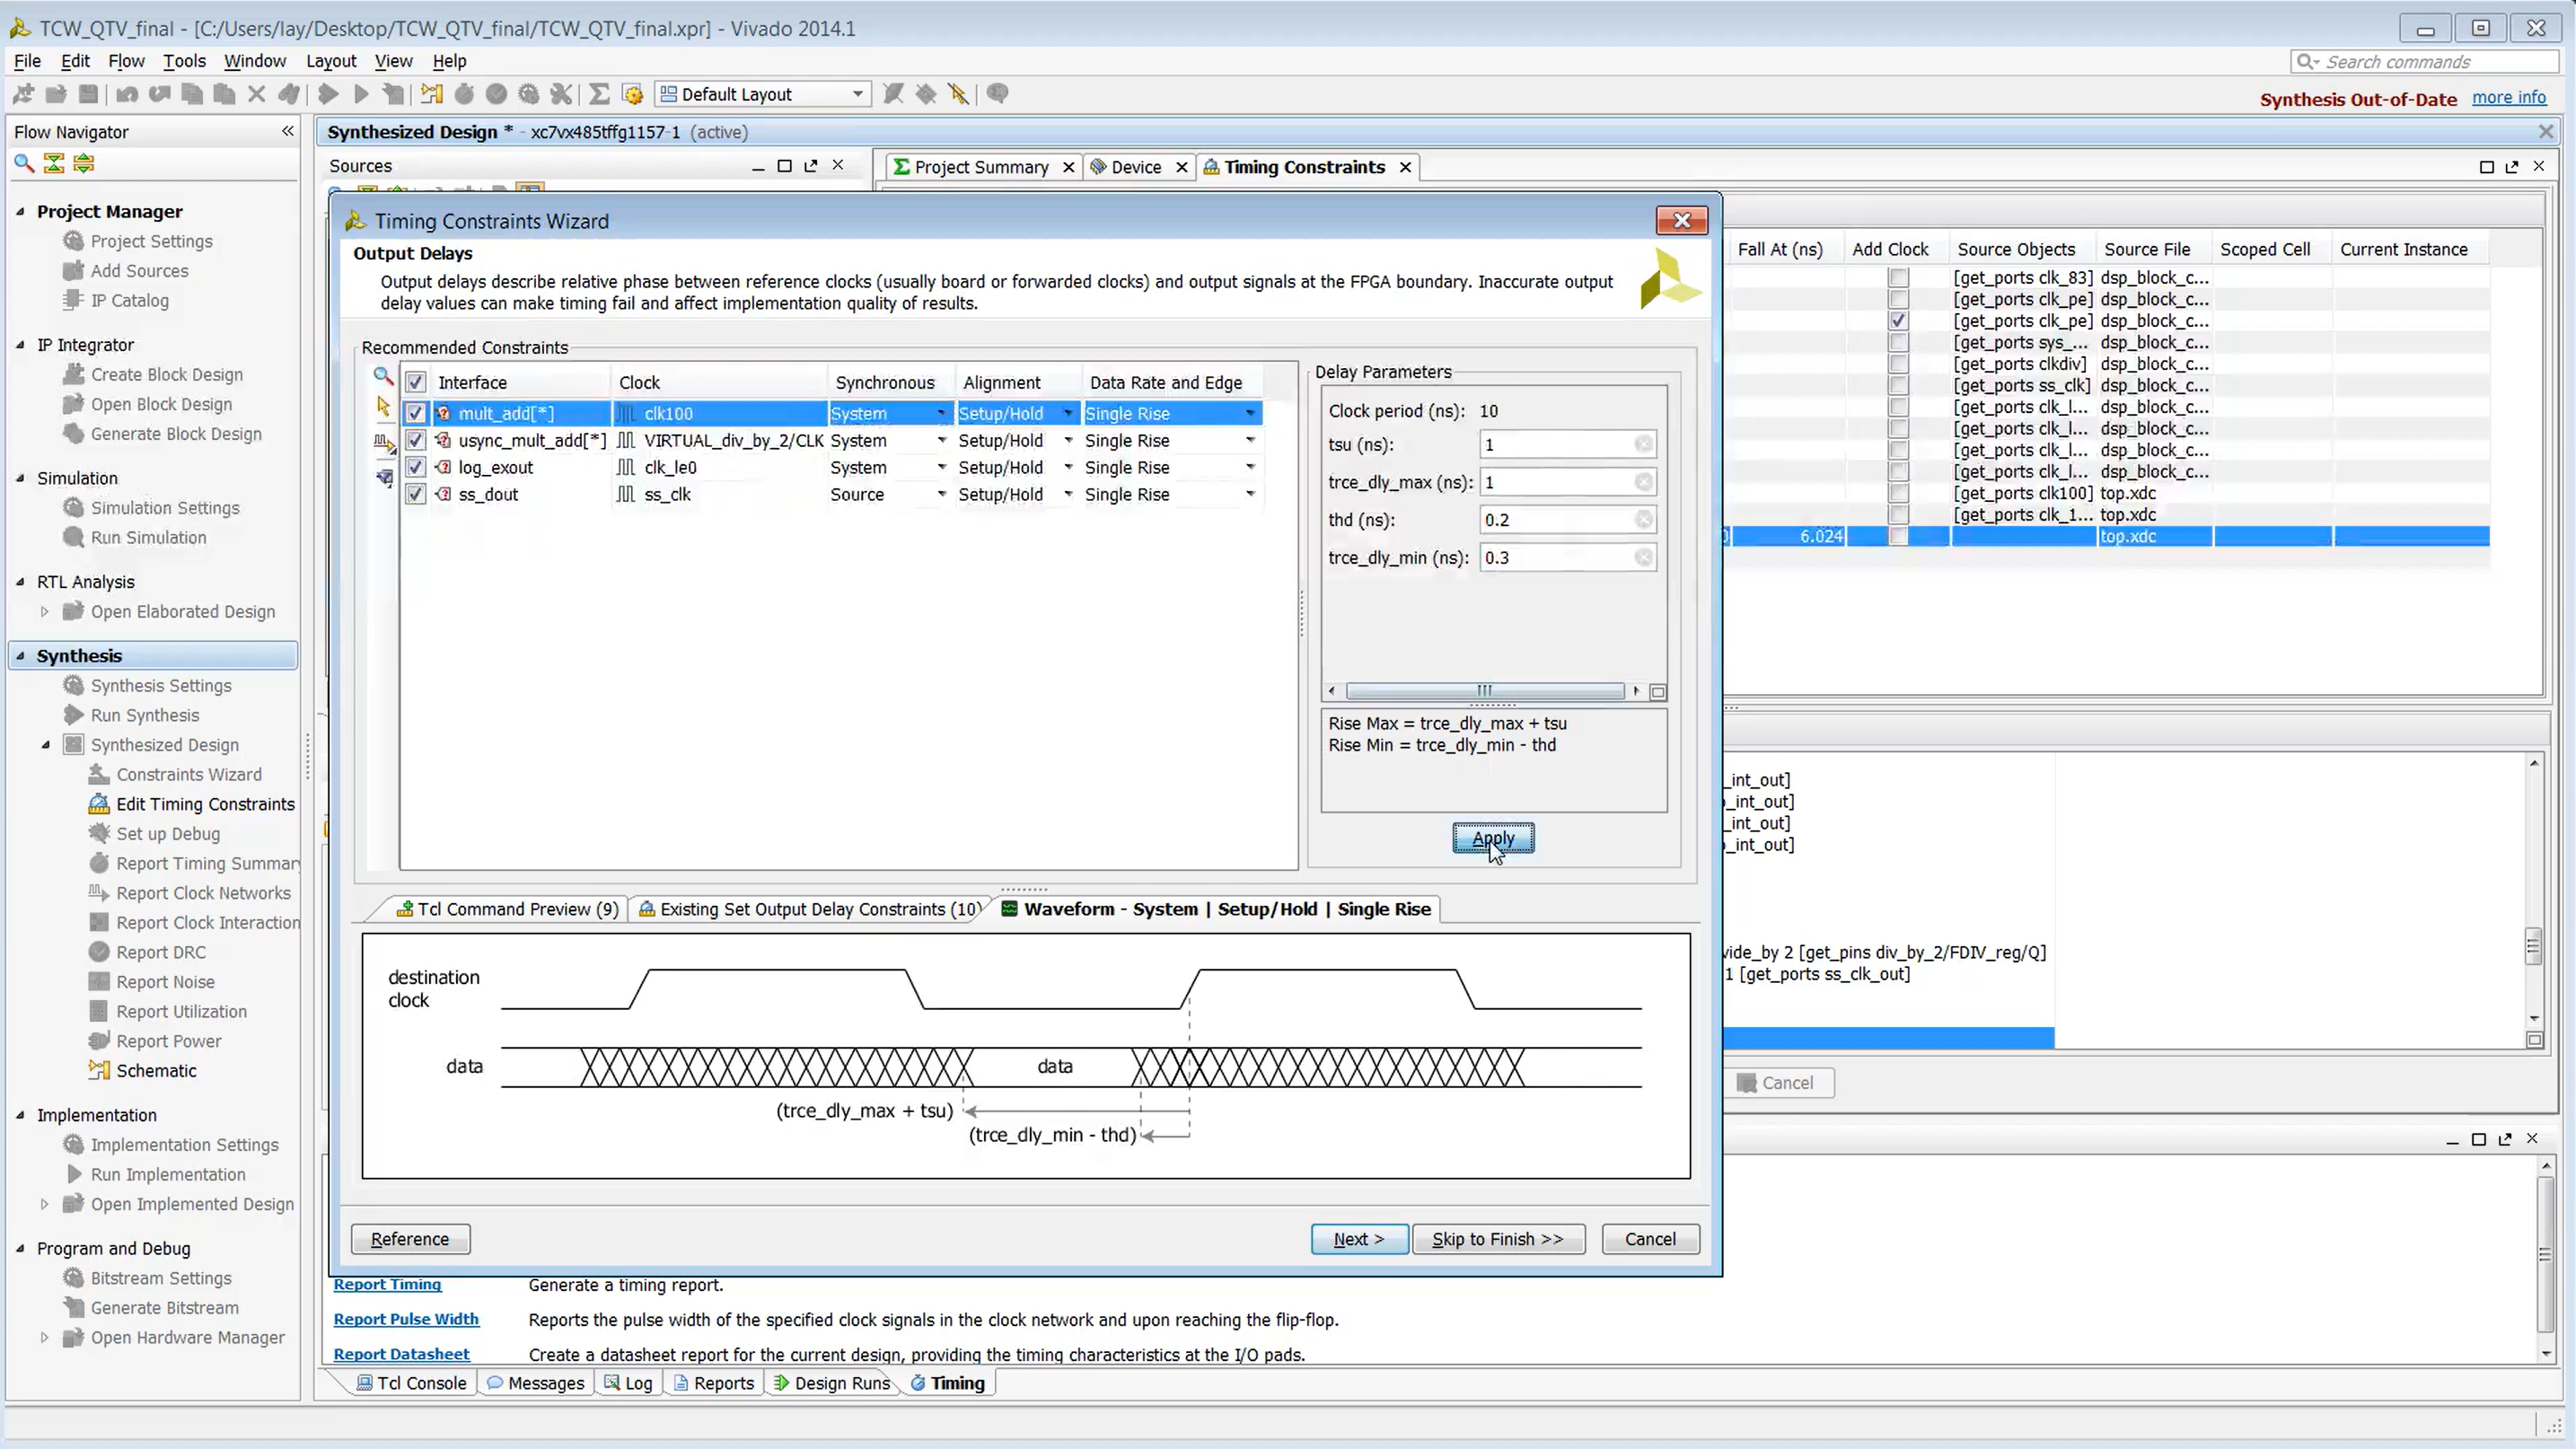 TCW_QTV_final - [C:/Users/lay/Desktop/TCW_QTV_final/TCW_QTV_final.xpr] - Vivado 2014.1
File Edit Flow Tools Window Layout View Help
Search commands
Default Layout
Synthesis Out-of-Date more info
Flow Navigator
Synthesized Design * - xc7vx485tffg1157-1 (active)
Sources
Project Summary
Device
Timing Constraints
Project Manager
Project Settings
Add Sources
IP Catalog
IP Integrator
Create Block Design
Open Block Design
Generate Block Design
Simulation
Simulation Settings
Run Simulation
RTL Analysis
Open Elaborated Design
Synthesis
Synthesis Settings
Run Synthesis
Synthesized Design
Constraints Wizard
Edit Timing Constraints
Set up Debug
Report Timing Summary
Report Clock Networks
Report Clock Interaction
Report DRC
Report Noise
Report Utilization
Report Power
Schematic
Implementation
Implementation Settings
Run Implementation
Open Implemented Design
Program and Debug
Bitstream Settings
Generate Bitstream
Open Hardware Manager
Timing Constraints Wizard
Output Delays
Output delays describe relative phase between reference clocks (usually board or forwarded clocks) and output signals at the FPGA boundary. Inaccurate output
delay values can make timing fail and affect implementation quality of results.
Recommended Constraints
Interface Clock Synchronous Alignment Data Rate and Edge
mult_add[*] clk100 System Setup/Hold Single Rise
usync_mult_add[*] VIRTUAL_div_by_2/CLK System Setup/Hold Single Rise
log_exout clk_le0 System Setup/Hold Single Rise
ss_dout ss_clk Source Setup/Hold Single Rise
Delay Parameters
Clock period (ns): 10
tsu (ns): 1
trce_dly_max (ns): 1
thd (ns): 0.2
trce_dly_min (ns): 0.3
Rise Max = trce_dly_max + tsu
Rise Min = trce_dly_min - thd
Apply
Tcl Command Preview (9)
Existing Set Output Delay Constraints (10)
Waveform - System | Setup/Hold | Single Rise
destination
clock
data
data
(trce_dly_max + tsu)
(trce_dly_min - thd)
Reference
Next >
Skip to Finish >>
Cancel
Fall At (ns) Add Clock Source Objects Source File Scoped Cell Current Instance
[get_ports clk_83] dsp_block_c...
[get_ports clk_pe] dsp_block_c...
[get_ports clk_pe] dsp_block_c...
[get_ports sys_... dsp_block_c...
[get_ports clkdiv] dsp_block_c...
[get_ports ss_clk] dsp_block_c...
[get_ports clk_l... dsp_block_c...
[get_ports clk_l... dsp_block_c...
[get_ports clk_l... dsp_block_c...
[get_ports clk_l... dsp_block_c...
[get_ports clk100] top.xdc
[get_ports clk_1... top.xdc
6.024 top.xdc
_int_out]
_int_out]
_int_out]
_int_out]
vide_by 2 [get_pins div_by_2/FDIV_reg/Q]
1 [get_ports ss_clk_out]
Cancel
Report Timing Generate a timing report.
Report Pulse Width Reports the pulse width of the specified clock signals in the clock network and upon reaching the flip-flop.
Report Datasheet Create a datasheet report for the current design, providing the timing characteristics at the I/O pads.
Tcl Console
Messages
Log
Reports
Design Runs
Timing